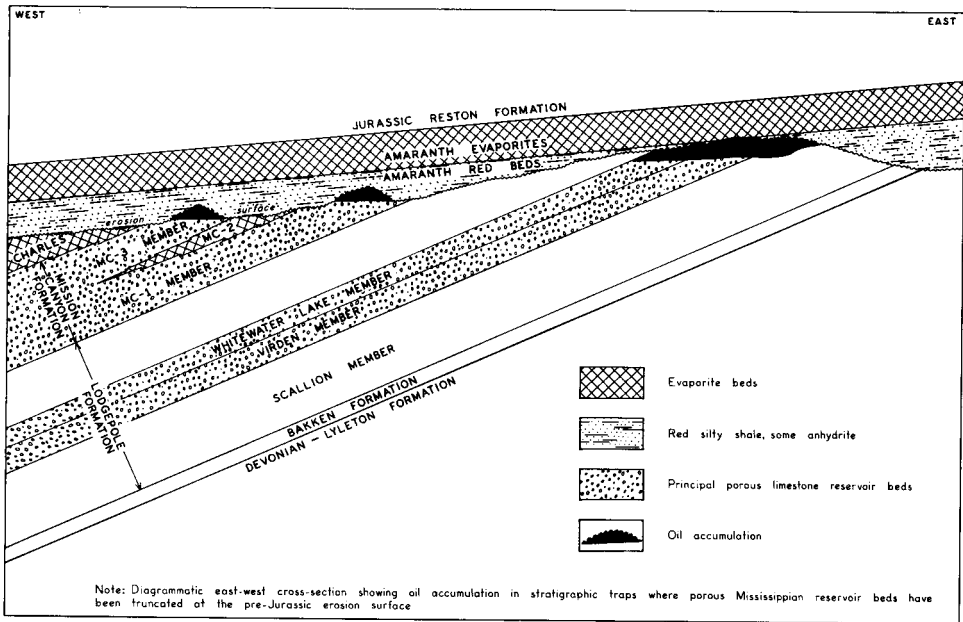 WEST
EAST
JURASSIC RESTON FORMATION
AMARANTH EVAPORITES
AMARANTH RED BEDS
erosion surface
CHARLES
MC-3 MEMBER
MC-2
MC-1 MEMBER
MISSION
CANYON
FORMATION
WHITEWATER LAKE MEMBER
VIRDEN MEMBER
LODGEPOLE
FORMATION
SCALLION MEMBER
BAKKEN FORMATION
DEVONIAN - LYLETON FORMATION
Evaporite beds
Red silty shale, some anhydrite
Principal porous limestone reservoir beds
Oil accumulation
Note: Diagrammatic east-west cross-section showing oil accumulation in stratigraphic traps where porous Mississippian reservoir beds have
been truncated at the pre-Jurassic erosion surface